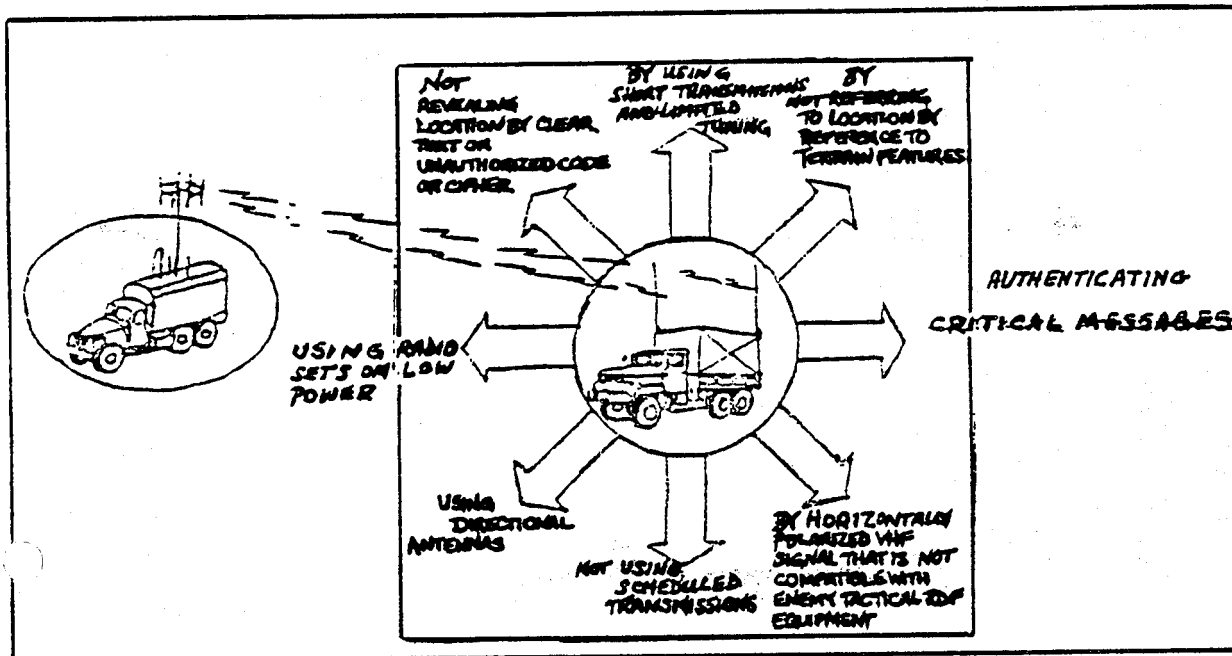 NOT
REVEALING
LOCATION BY CLEAR
TEXT OR
UNAUTHORIZED CODE
OR CIPHER.
BY USING
SHORT TRANSMISSIONS
AND LIMITED
TUNING
BY
NOT REFERRING
TO LOCATION BY
REFERENCE TO
TERRAIN FEATURES
AUTHENTICATING
CRITICAL MESSAGES
USING RADIO
SETS ON LOW
POWER
USING
DIRECTIONAL
ANTENNAS
NOT USING
SCHEDULED
TRANSMISSIONS
BY HORIZONTALLY
POLARIZED VHF
SIGNAL THAT IS NOT
COMPATIBLE WITH
ENEMY TACTICAL RDF
EQUIPMENT